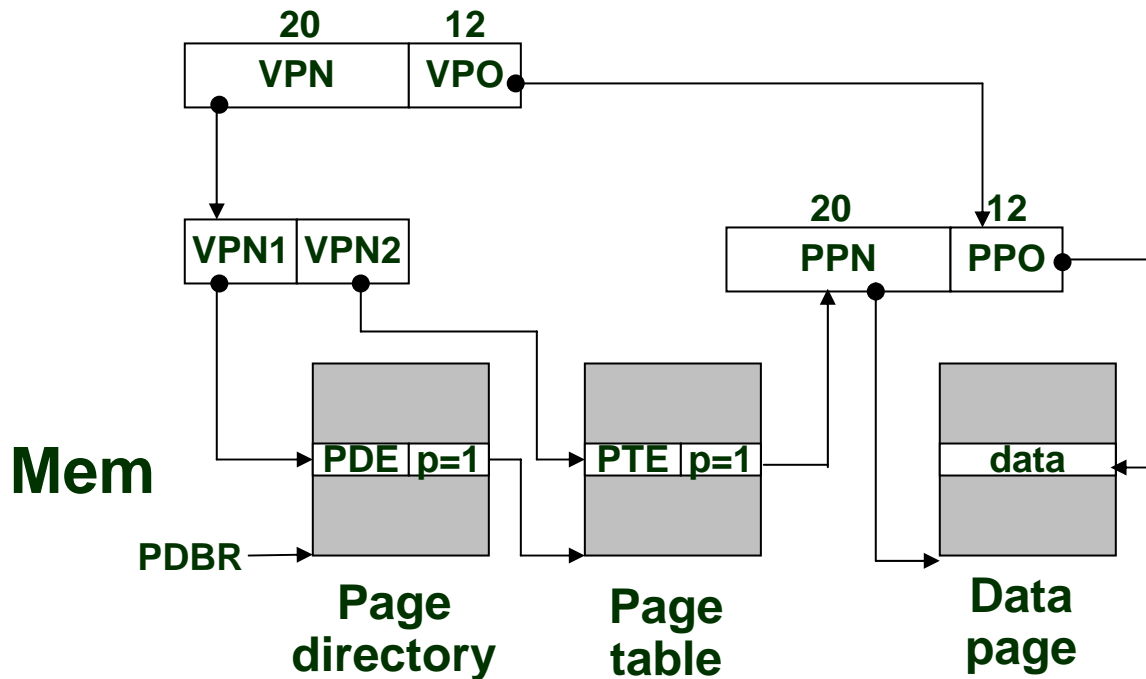 20 12
VPN VPO
20 12
VPN1 VPN2 PPN PPO
PDE p=1 PTE p=1 data
Mem
PDBR
Page directory
Page table
Data page